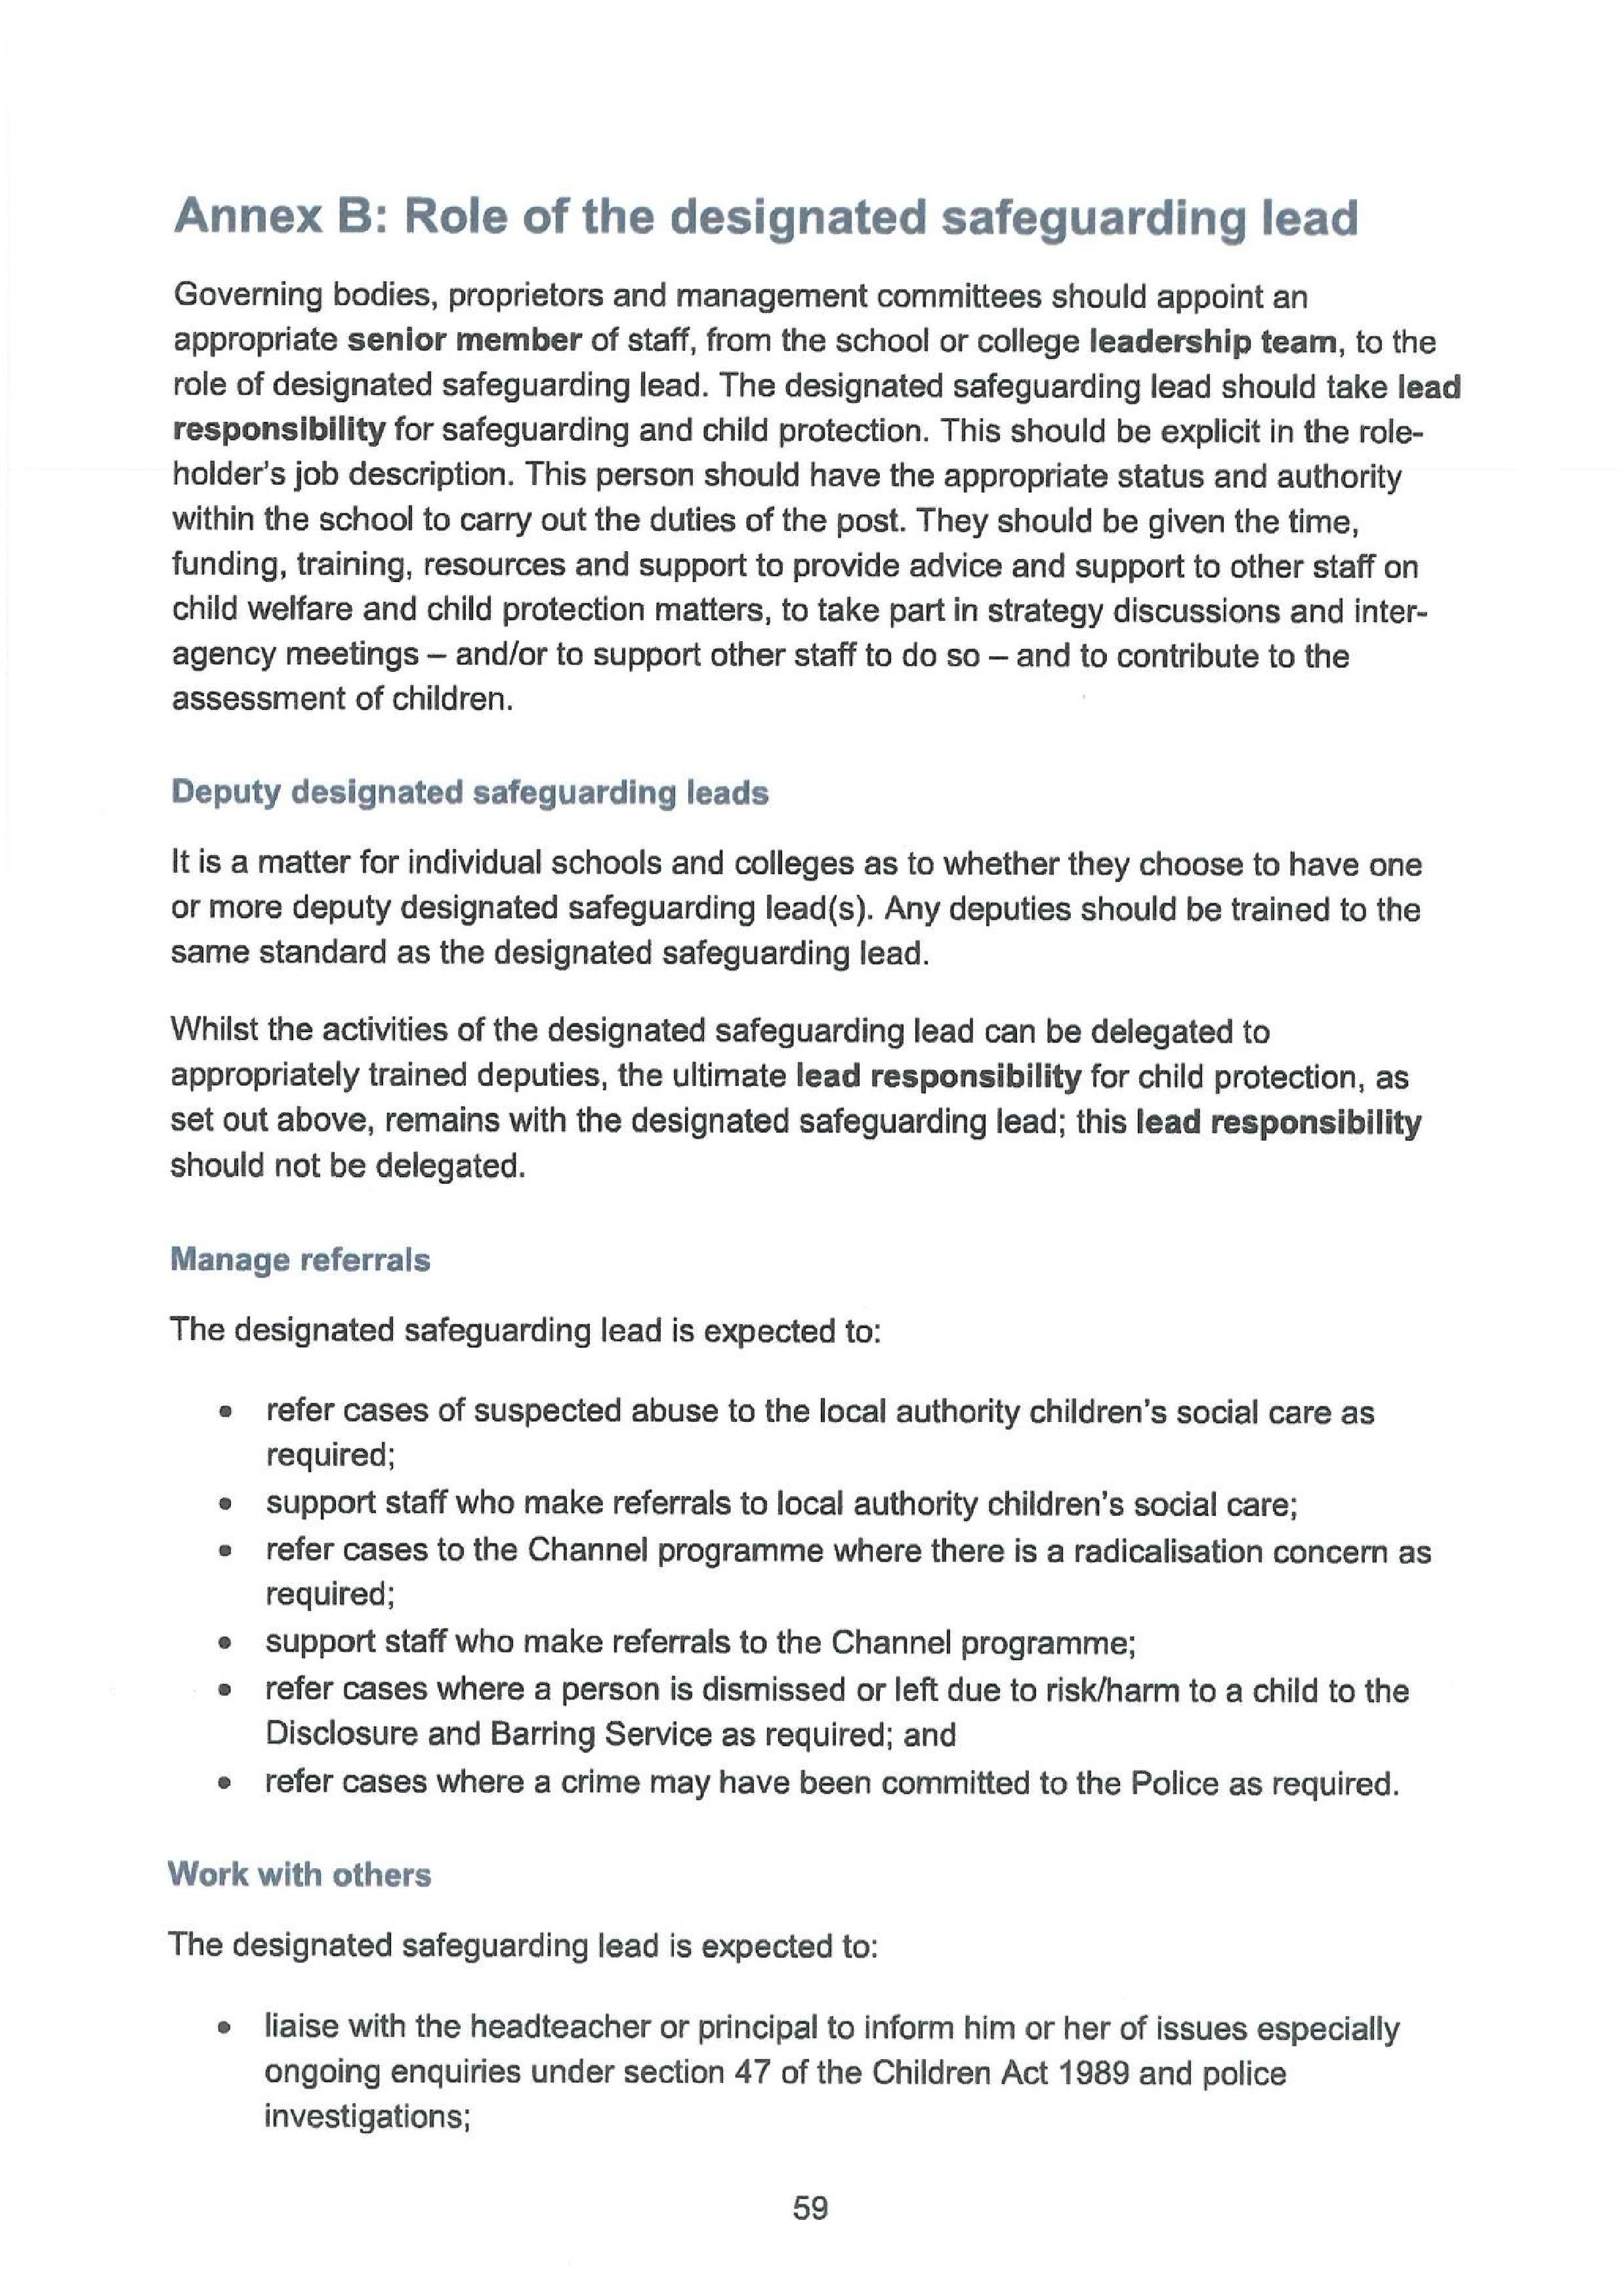 Annex B: Role of the designated safeguarding lead
Governing bodies, proprietors and management committees should appoint an
appropriate senior member of staff, from the school or college leadership team, to the
role of designated safeguarding lead. The designated safeguarding lead should take lead
responsibility for safeguarding and child protection. This should be explicit in the role-
holder's job description. This person should have the appropriate status and authority
within the school to carry out the duties of the post. They should be given the time,
funding, training, resources and support to provide advice and support to other staff on
child welfare and child protection matters, to take part in strategy discussions and inter-
agency meetings – and/or to support other staff to do so – and to contribute to the
assessment of children.
Deputy designated safeguarding leads
It is a matter for individual schools and colleges as to whether they choose to have one
or more deputy designated safeguarding lead(s). Any deputies should be trained to the
same standard as the designated safeguarding lead.
Whilst the activities of the designated safeguarding lead can be delegated to
appropriately trained deputies, the ultimate lead responsibility for child protection, as
set out above, remains with the designated safeguarding lead; this lead responsibility
should not be delegated.
Manage referrals
The designated safeguarding lead is expected to:
• refer cases of suspected abuse to the local authority children's social care as
required;
• support staff who make referrals to local authority children's social care;
• refer cases to the Channel programme where there is a radicalisation concern as
required;
• support staff who make referrals to the Channel programme;
• refer cases where a person is dismissed or left due to risk/harm to a child to the
Disclosure and Barring Service as required; and
• refer cases where a crime may have been committed to the Police as required.
Work with others
The designated safeguarding lead is expected to:
• liaise with the headteacher or principal to inform him or her of issues especially
ongoing enquiries under section 47 of the Children Act 1989 and police
investigations;
59